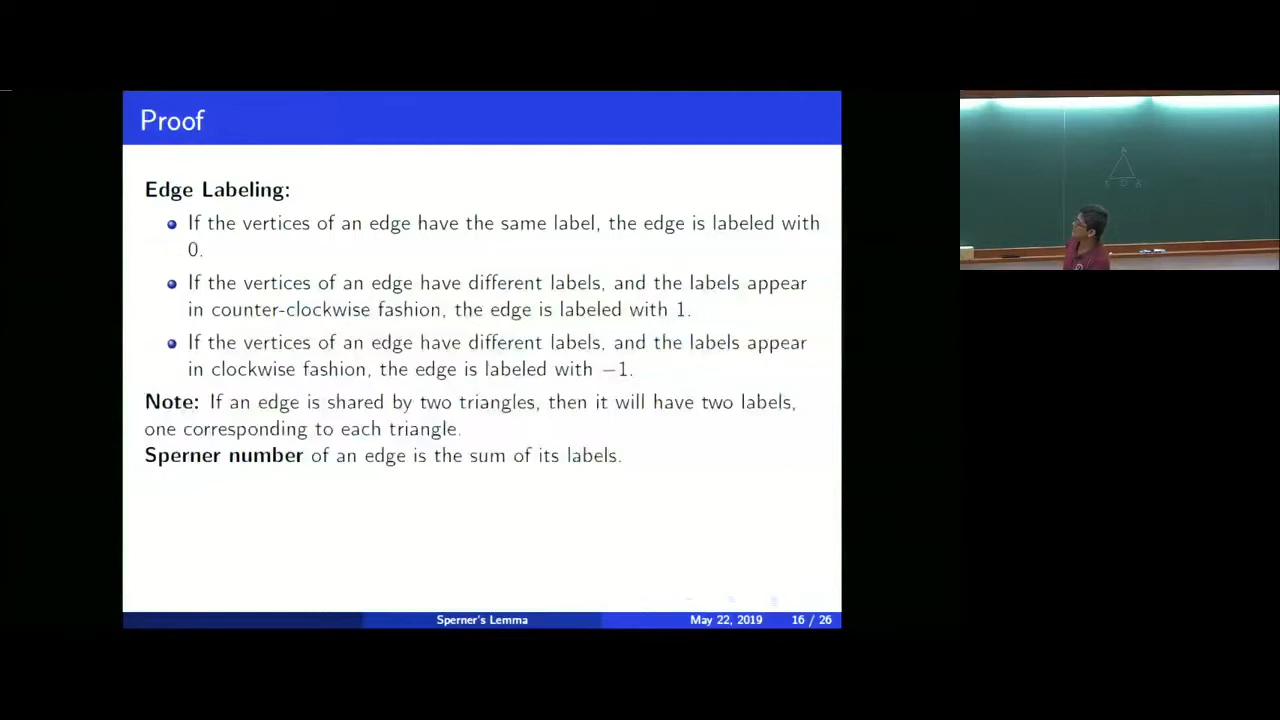 Proof
Edge Labeling:
If the vertices of an edge have the same label, the edge is labeled with
0.
If the vertices of an edge have different labels, and the labels appear
in counter-clockwise fashion, the edge is labeled with 1.
If the vertices of an edge have different labels, and the labels appear
in clockwise fashion, the edge is labeled with −1.
Note: If an edge is shared by two triangles, then it will have two labels,
one corresponding to each triangle.
Sperner number of an edge is the sum of its labels.
Sperner's Lemma
May 22, 2019
16 / 26